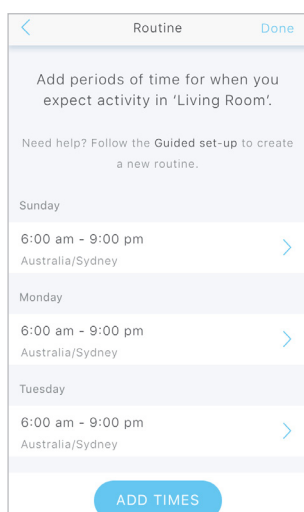 Routine
Done
Add periods of time for when you
expect activity in ‘Living Room’.
Need help? Follow the Guided set-up to create
a new routine.
Sunday
6:00 am - 9:00 pm
Australia/Sydney
Monday
6:00 am - 9:00 pm
Australia/Sydney
Tuesday
6:00 am - 9:00 pm
Australia/Sydney
ADD TIMES